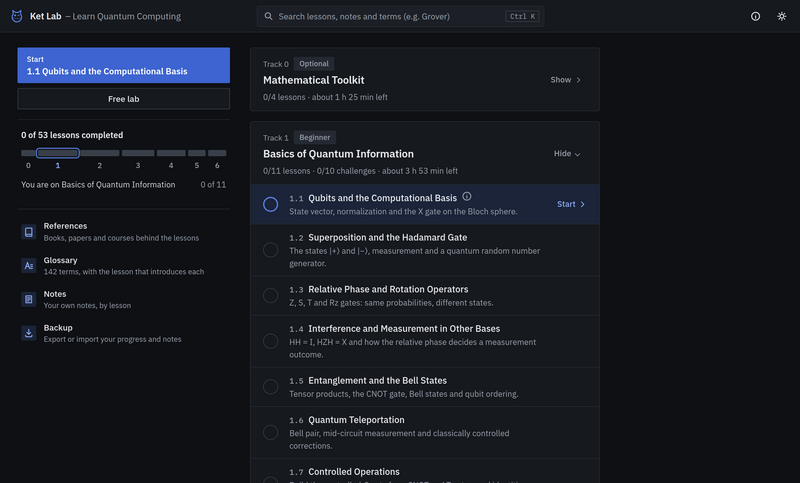 Ket Lab – Learn Quantum Computing
Search lessons, notes and terms (e.g. Grover)
Ctrl K
Start
1.1 Qubits and the Computational Basis
Free lab
0 of 53 lessons completed
0 1 2 3 4 5 6
You are on Basics of Quantum Information 0 of 11
References
Books, papers and courses behind the lessons
Glossary
142 terms, with the lesson that introduces each
Notes
Your own notes, by lesson
Backup
Export or import your progress and notes
Track 0 Optional
Mathematical Toolkit
Show
0/4 lessons · about 1 h 25 min left
Track 1 Beginner
Basics of Quantum Information
Hide
0/11 lessons · 0/10 challenges · about 3 h 53 min left
1.1 Qubits and the Computational Basis
State vector, normalization and the X gate on the Bloch sphere.
Start
1.2 Superposition and the Hadamard Gate
The states |+⟩ and |−⟩, measurement and a quantum random number
generator.
1.3 Relative Phase and Rotation Operators
Z, S, T and Rz gates: same probabilities, different states.
1.4 Interference and Measurement in Other Bases
HH = I, HZH = X and how the relative phase decides a measurement
outcome.
1.5 Entanglement and the Bell States
Tensor products, the CNOT gate, Bell states and qubit ordering.
1.6 Quantum Teleportation
Bell pair, mid-circuit measurement and classically controlled
corrections.
1.7 Controlled Operations